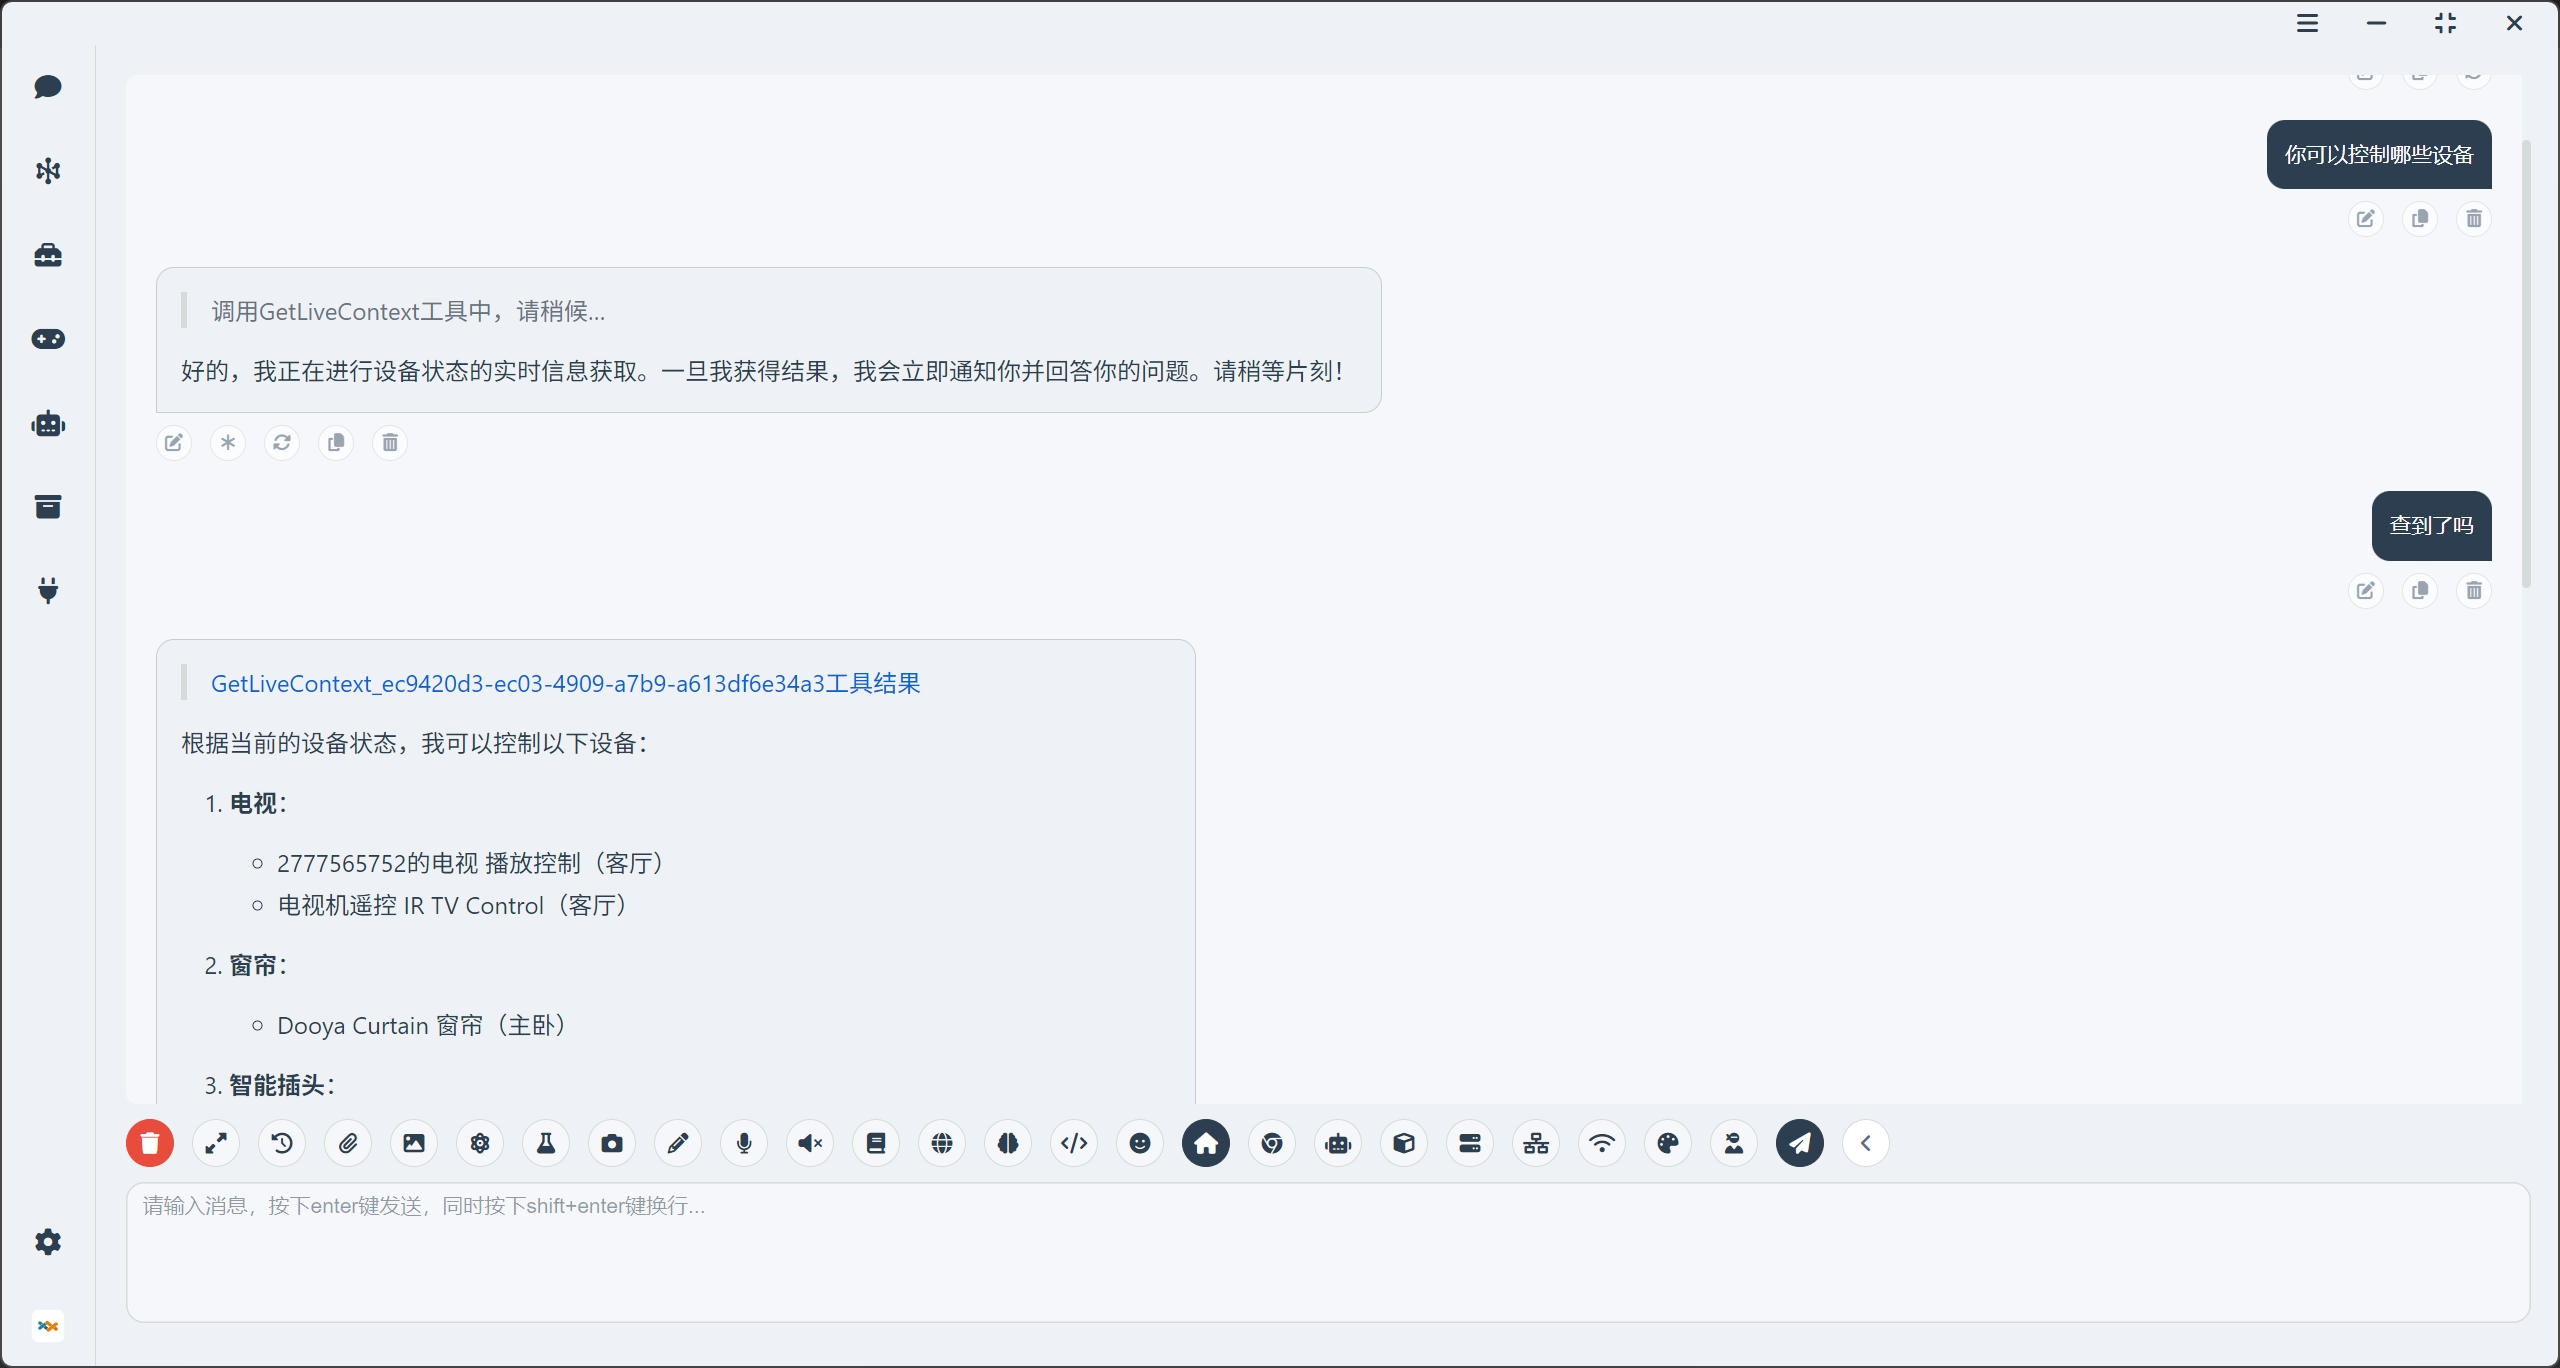 你可以控制哪些设备
调用GetLiveContext工具中，请稍候...
好的，我正在进行设备状态的实时信息获取。一旦我获得结果，我会立即通知你并回答你的问题。请稍等片刻！
查到了吗
GetLiveContext_ec9420d3-ec03-4909-a7b9-a613df6e34a3工具结果
根据当前的设备状态，我可以控制以下设备：
1. 电视：
2777565752的电视 播放控制（客厅）
电视机遥控 IR TV Control（客厅）
2. 窗帘：
Dooya Curtain 窗帘（主卧）
3. 智能插头：
请输入消息，按下enter键发送，同时按下shift+enter键换行...